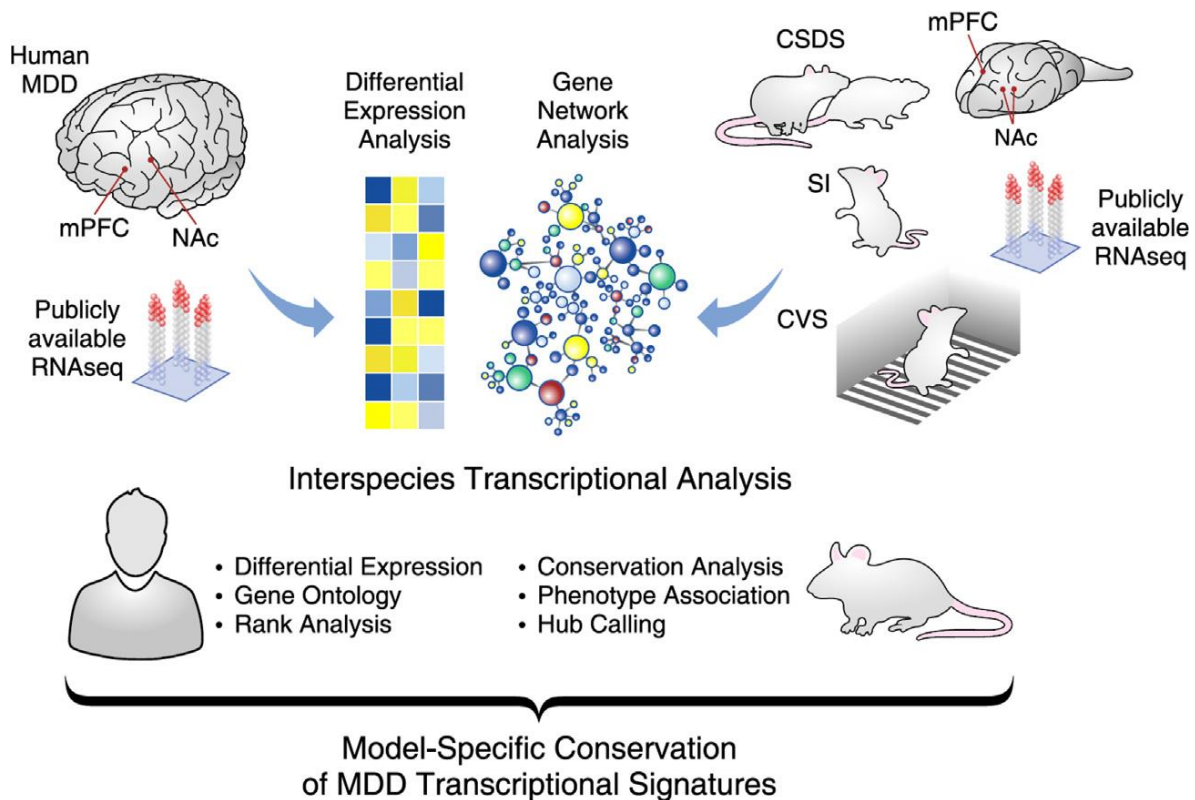 Human
MDD
mPFC
NAc
Publicly
available
RNAseq
Differential
Expression
Analysis
Gene
Network
Analysis
CSDS
mPFC
NAc
SI
Publicly
available
RNAseq
CVS
Interspecies Transcriptional Analysis
• Differential Expression
• Gene Ontology
• Rank Analysis
• Conservation Analysis
• Phenotype Association
• Hub Calling
Model-Specific Conservation
of MDD Transcriptional Signatures